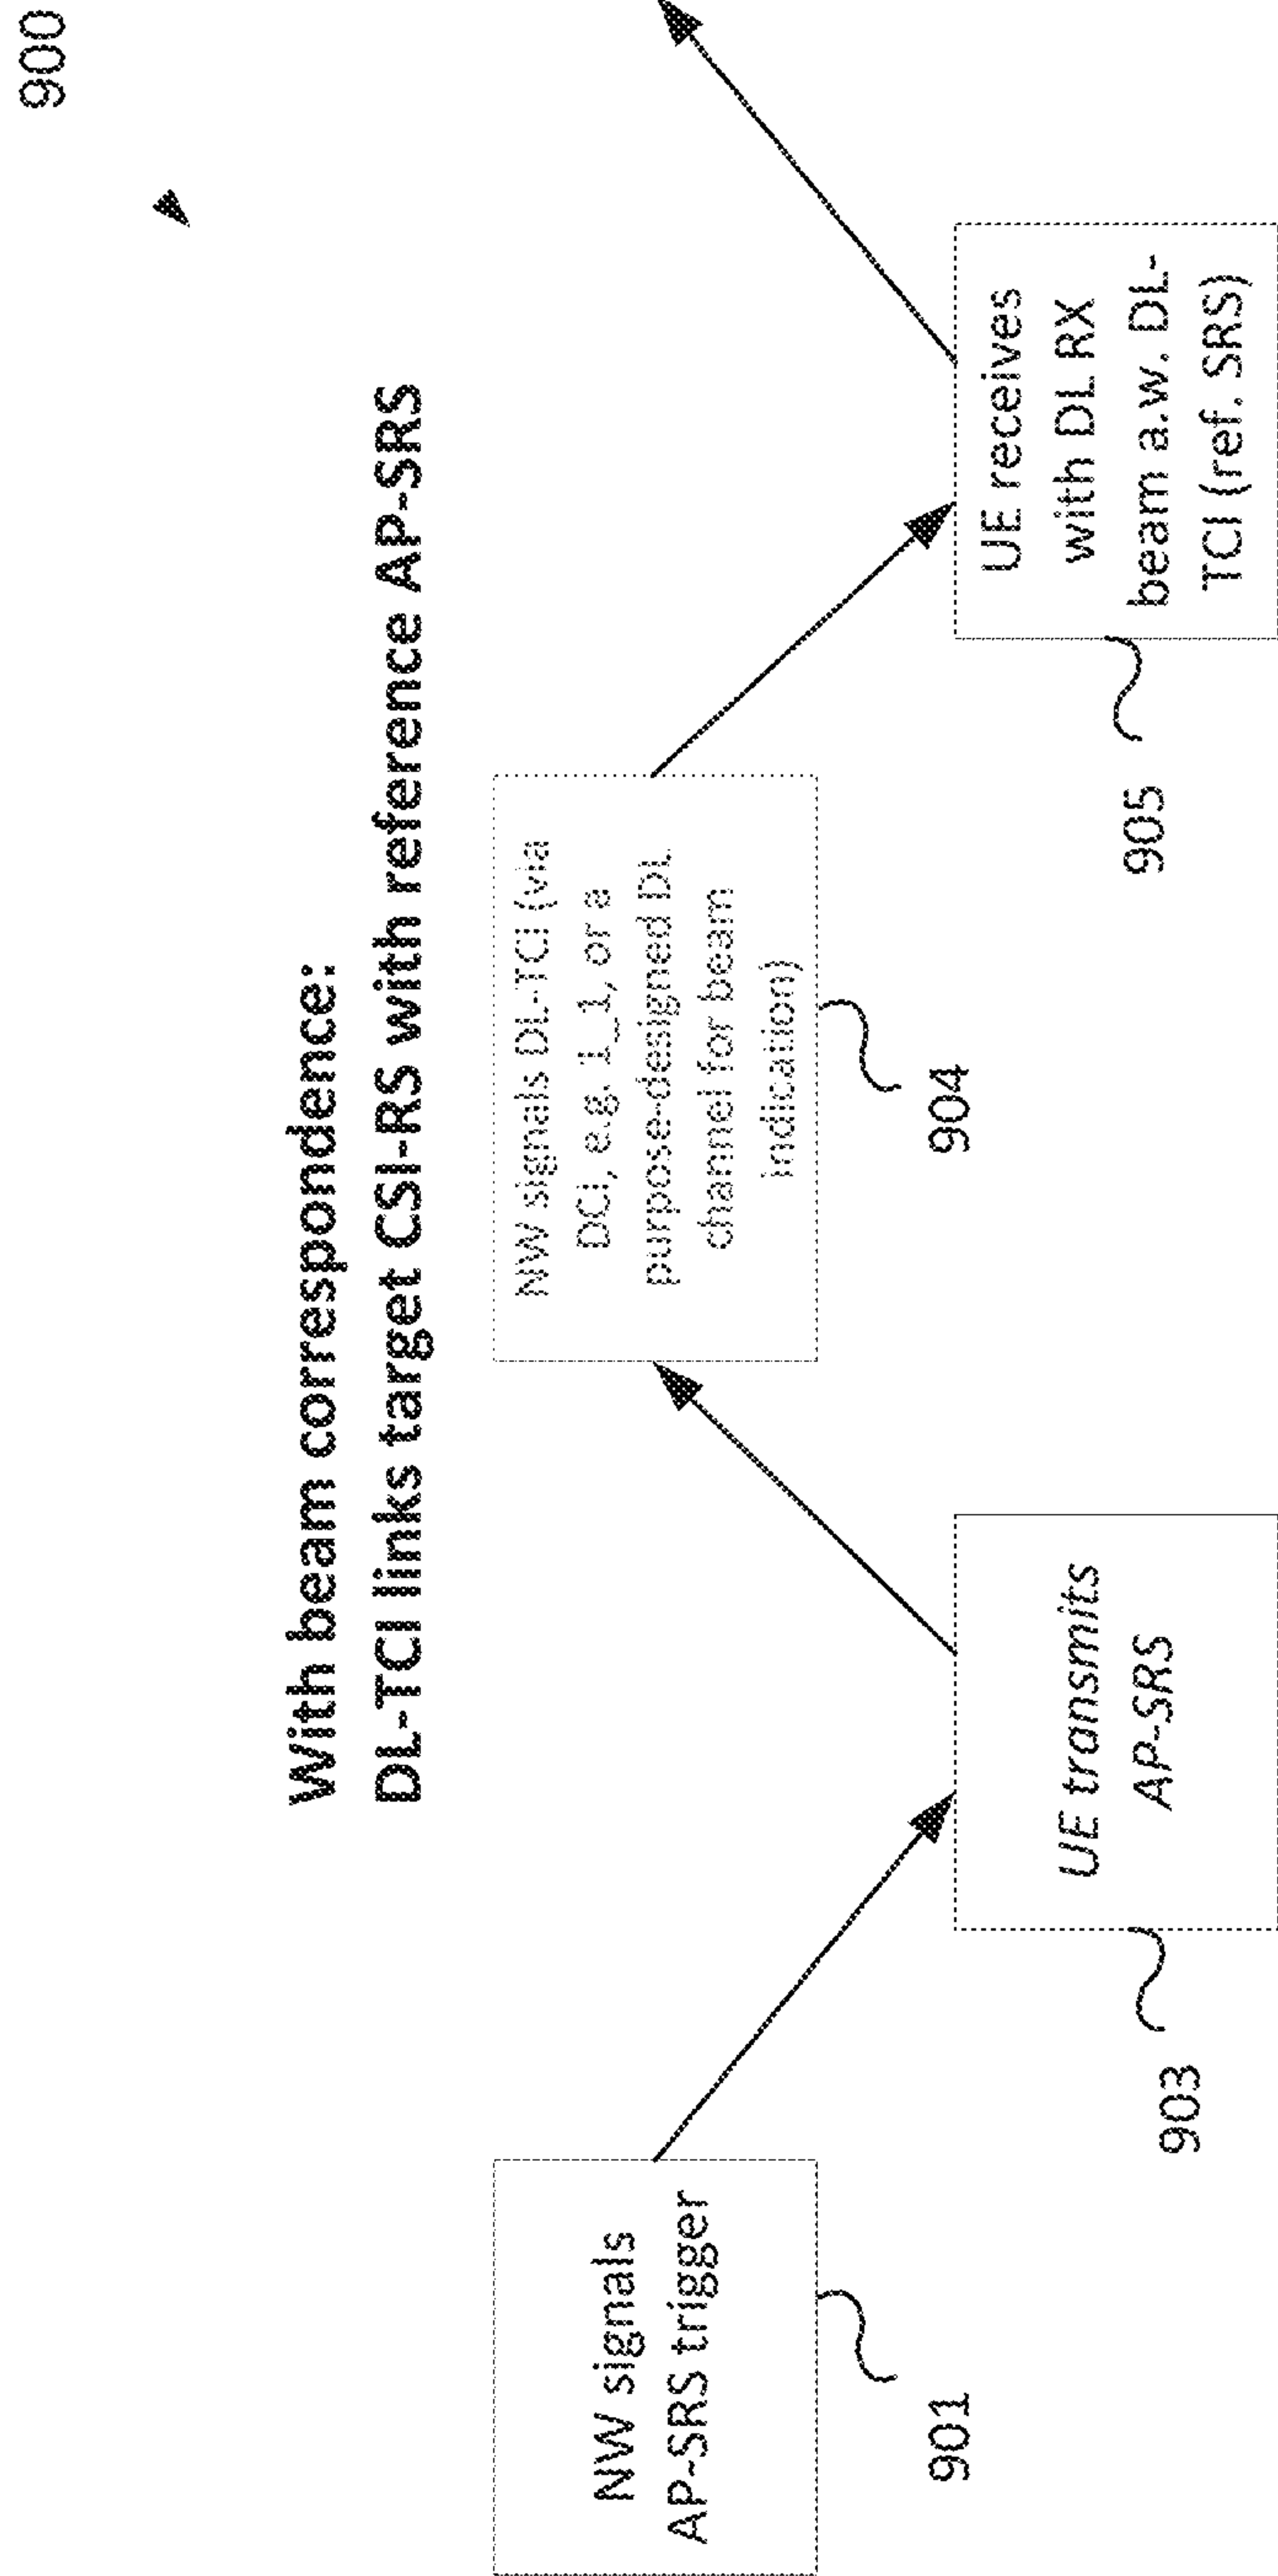 900
With beam correspondence:
DL-TCI links target CSI-RS with reference AP-SRS
NW signals
AP-SRS trigger
901
UE transmits
AP-SRS
903
NW signals DL-TCI (via
DCI, e.g. 1_1, or a
purpose-designed DL
channel for beam
indication)
904
UE receives
with DL RX
beam a.w. DL-
TCI (ref. SRS)
905